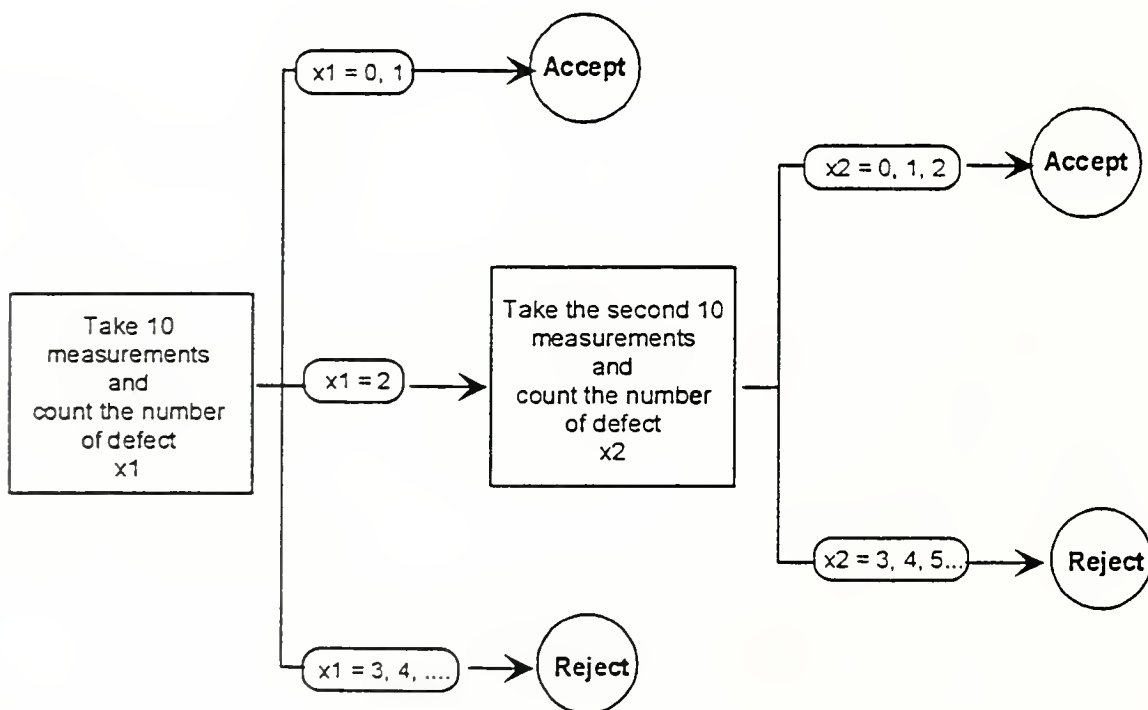 x1 = 0, 1
Accept
x2 = 0, 1, 2
Accept
Take 10
measurements
and
count the number
of defect
x1
x1 = 2
Take the second 10
measurements
and
count the number
of defect
x2
x2 = 3, 4, 5...
Reject
x1 = 3, 4, ....
Reject